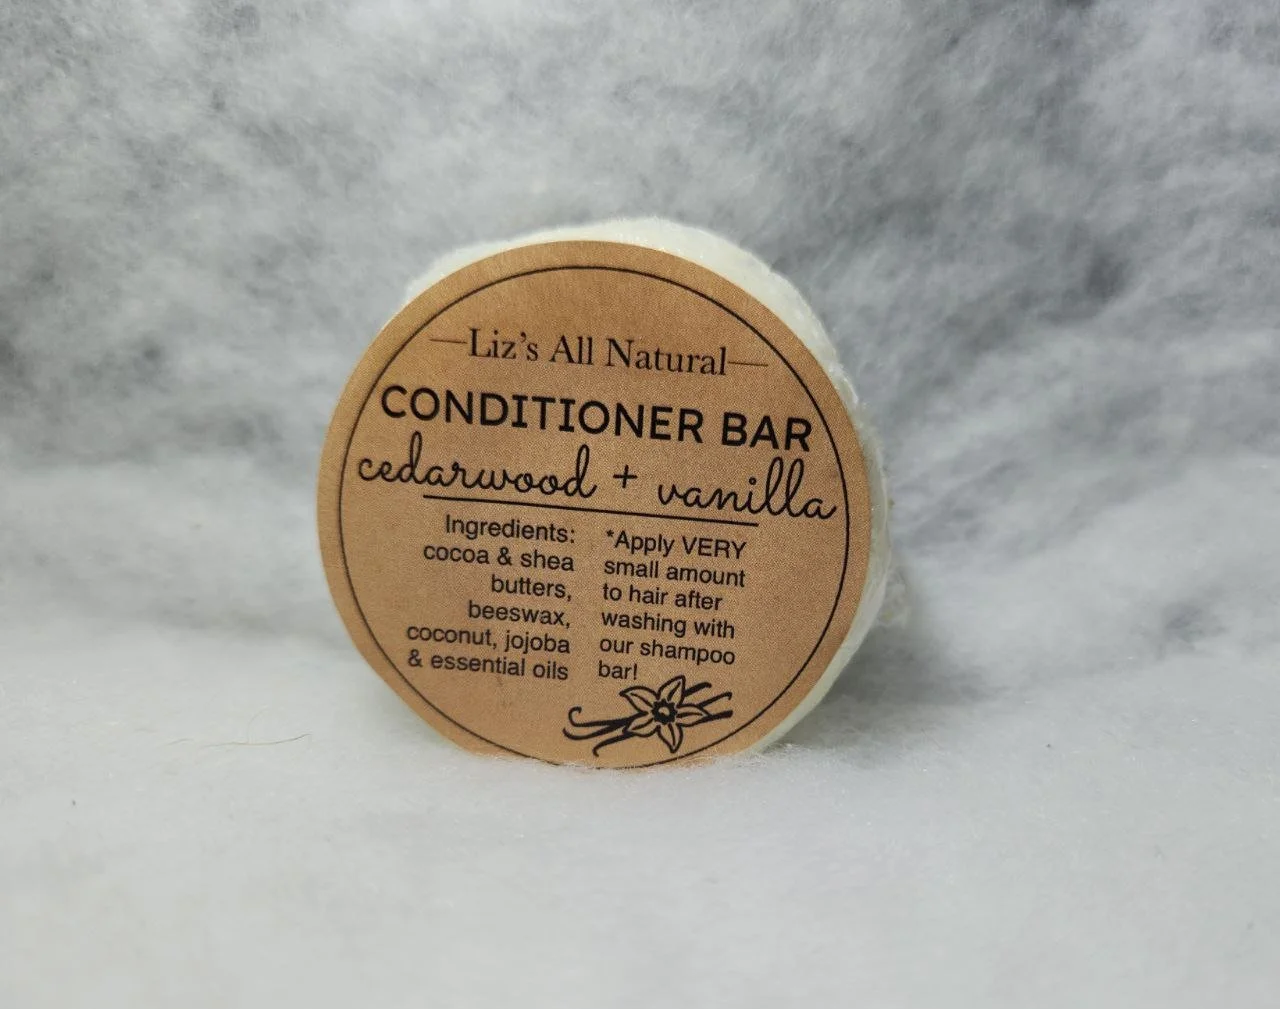 —Liz's All Natural—
CONDITIONER BAR
cedarwood + vanilla
Ingredients:
cocoa & shea
butters,
beeswax,
coconut, jojoba
& essential oils
*Apply VERY
small amount
to hair after
washing with
our shampoo
bar!